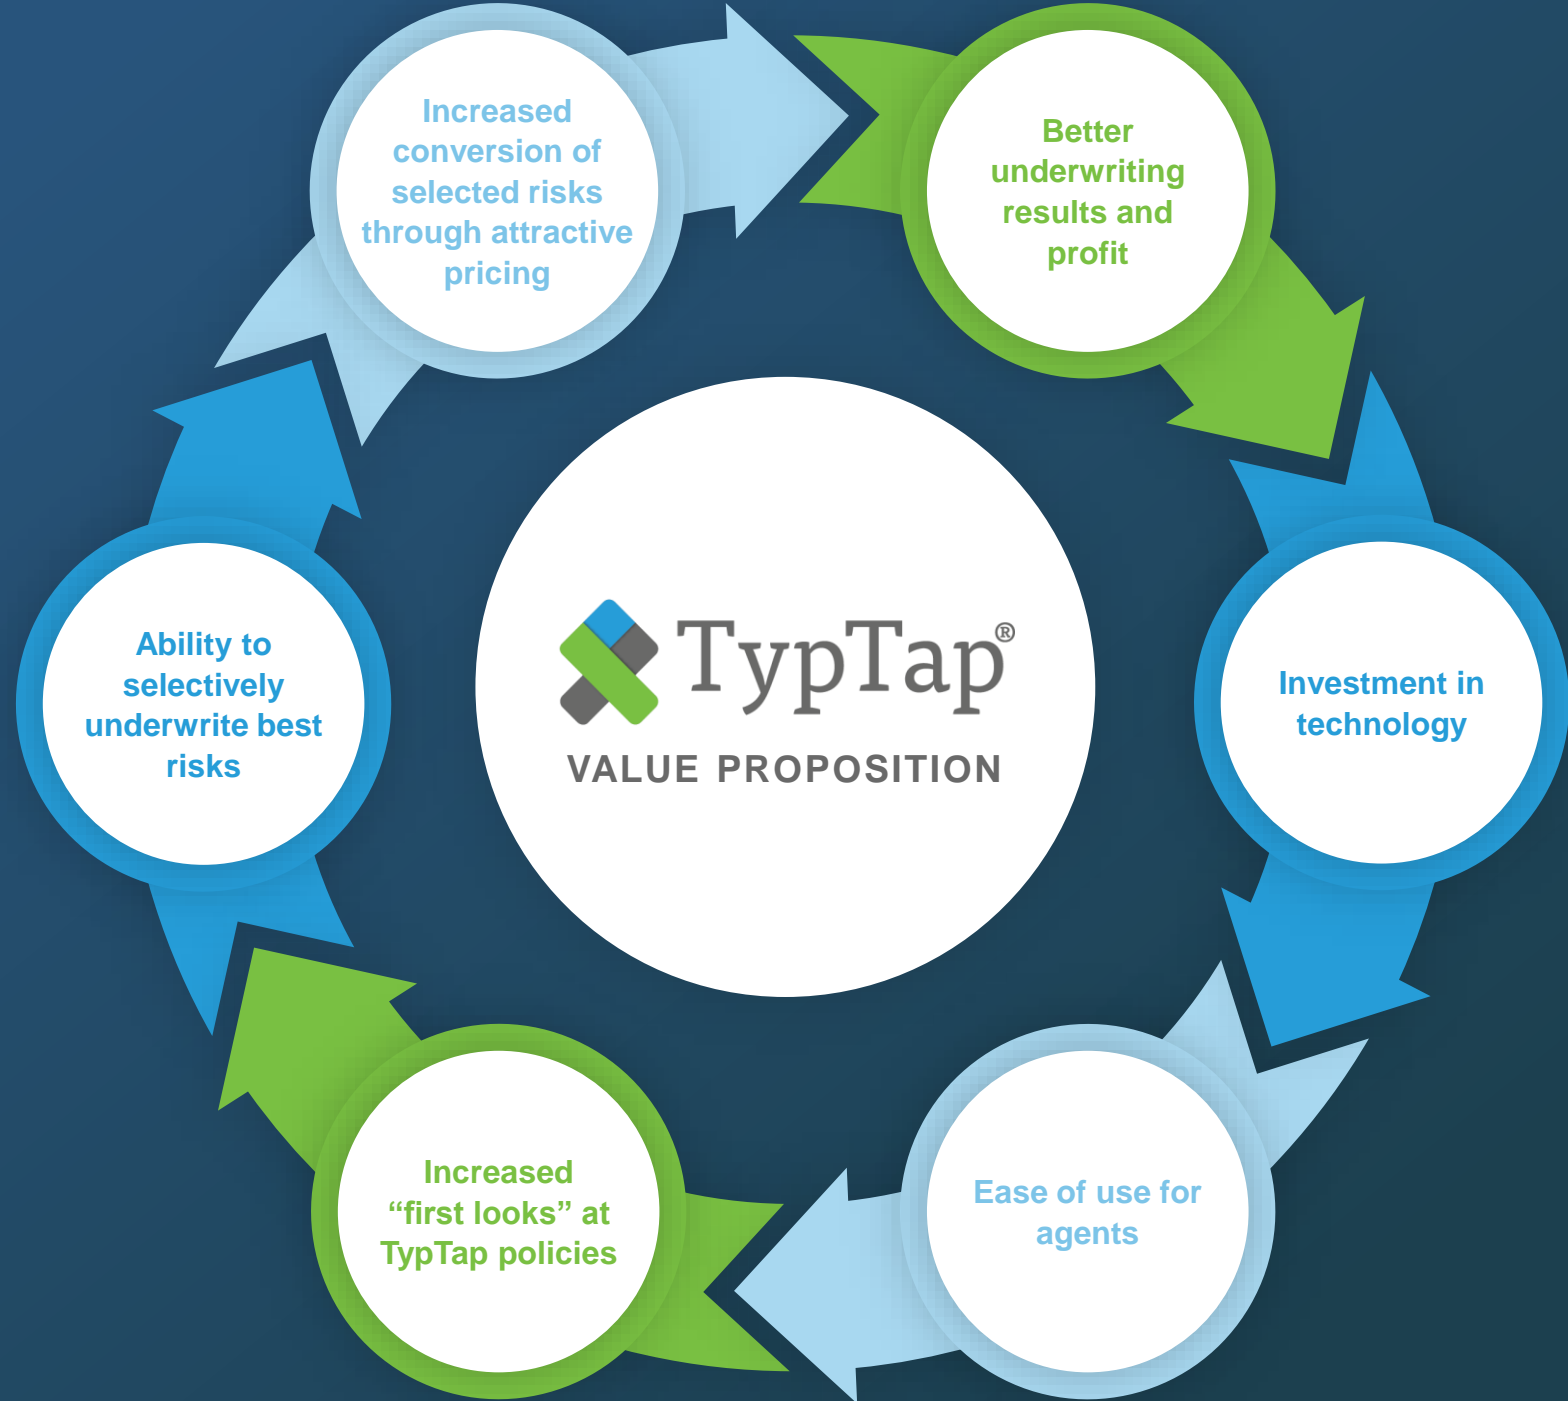 Increased
conversion of
selected risks
through attractive
pricing
Better
underwriting
results and
profit
Investment in
technology
Ease of use for
agents
Increased
“first looks” at
TypTap policies
Ability to
selectively
underwrite best
risks
TypTap®
VALUE PROPOSITION